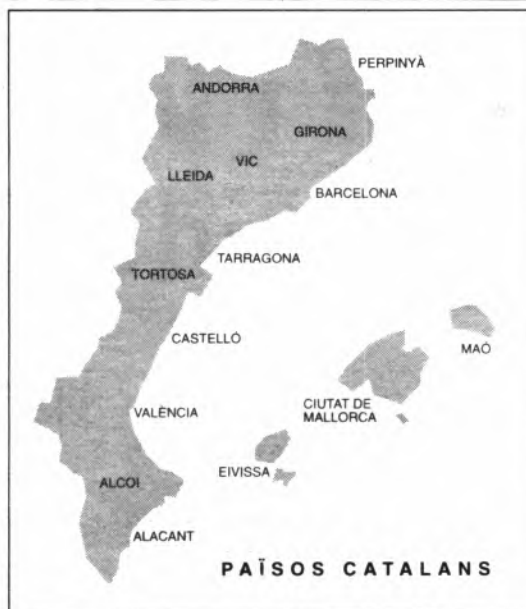 PERPINYÀ
ANDORRA
GIRONA
VIC
LLEIDA
BARCELONA
TARRAGONA
TORTOSA
CASTELLÓ
MAÓ
CIUTAT DE
MALLORCA
VALÈNCIA
EIVISSA
ALCOI
ALACANT
PAÏSOS CATALANS